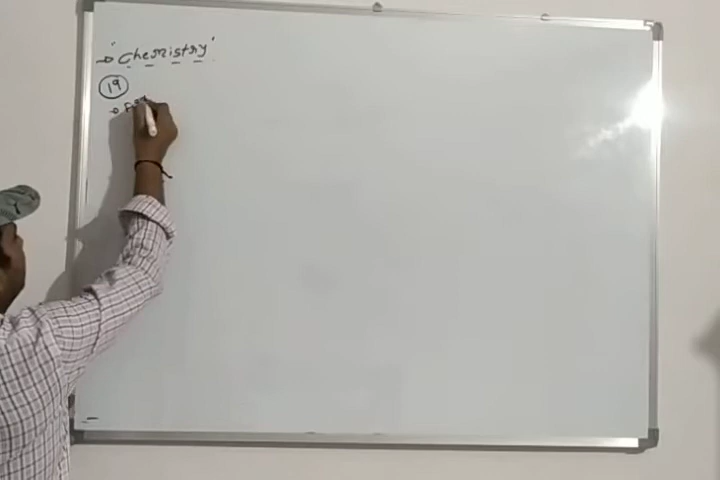 → "Chemistry"
19
→